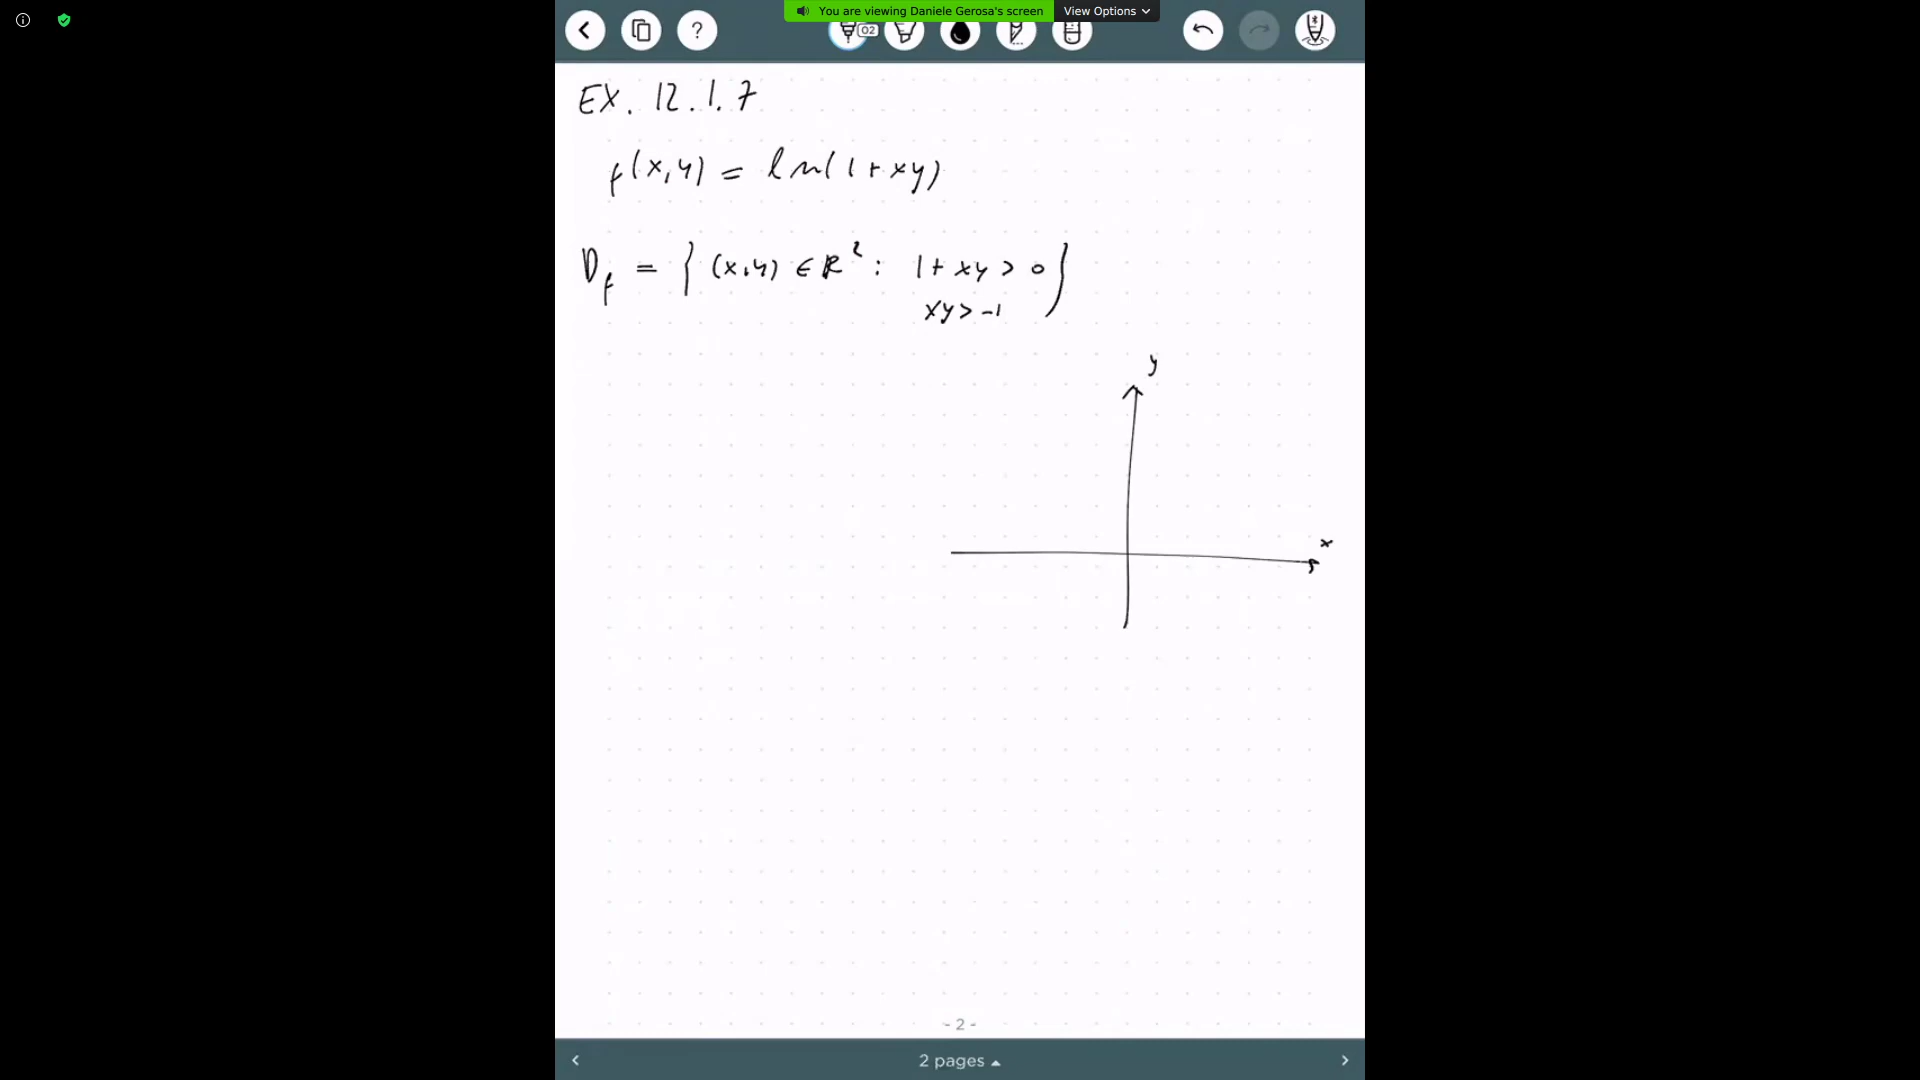 You are viewing Daniele Gerosa's screen View Options
?
02
EX. 12.1.7
f(x,y) = ln(1+xy)
D_f = { (x,y) ∈ ℝ² : 1+xy > 0 }
xy > -1
y
x
- 2 -
2 pages